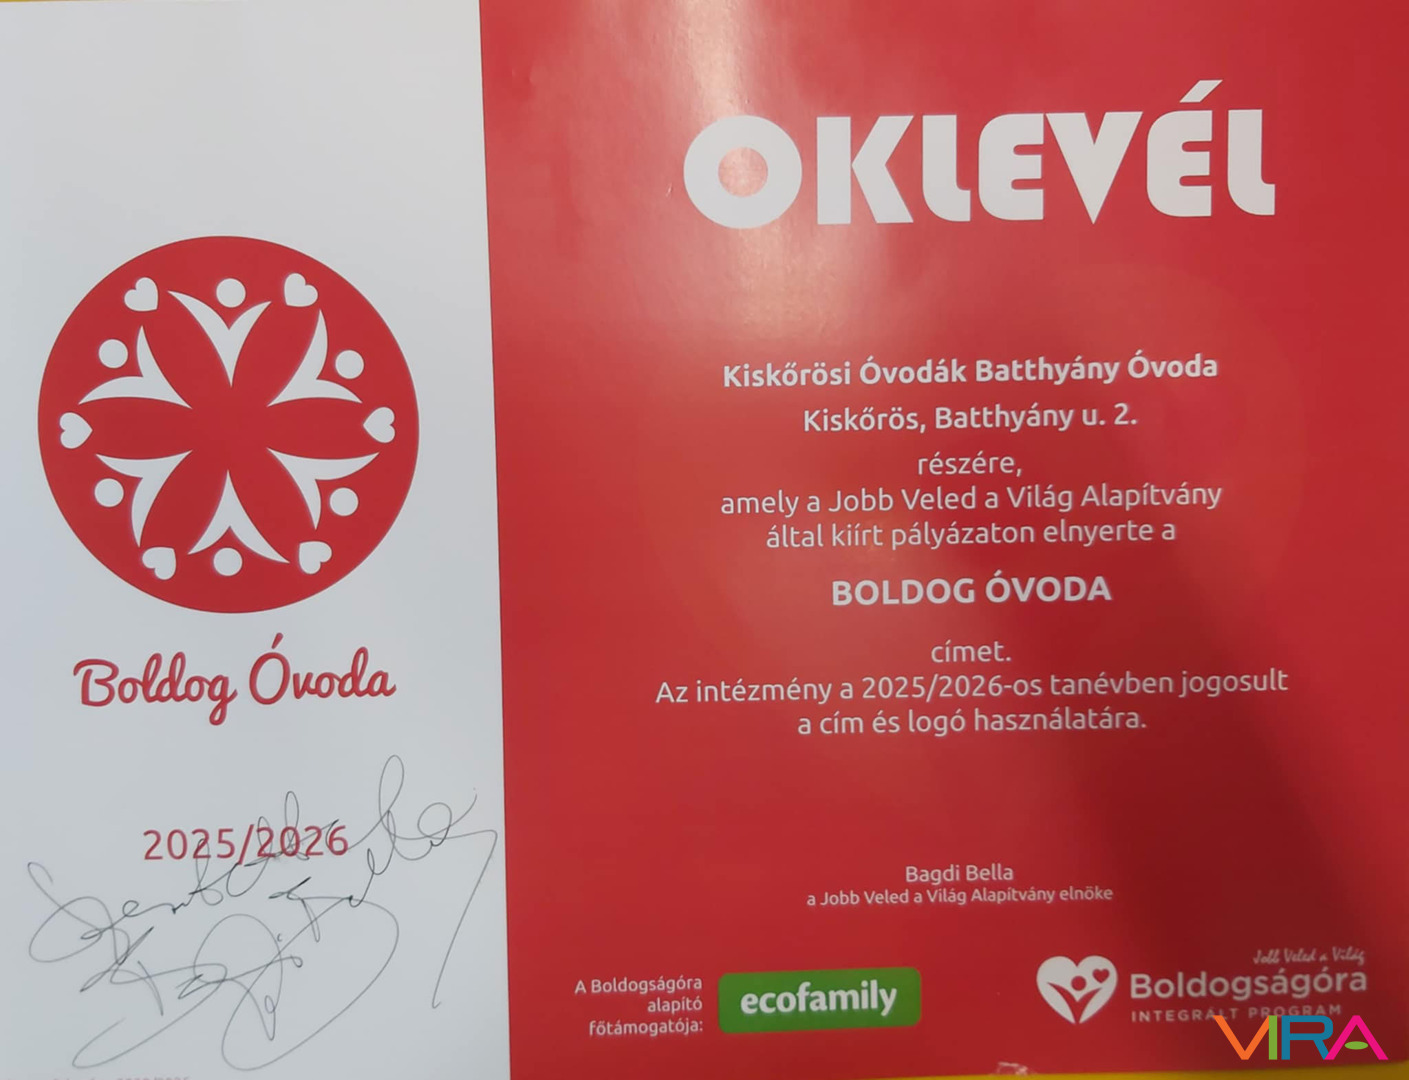 OKLEVÉL
Kiskőrösi Óvodák Batthyány Óvoda
Kiskőrös, Batthyány u. 2.
részére,
amely a Jobb Veled a Világ Alapítvány
által kiírt pályázaton elnyerte a
BOLDOG ÓVODA
címet.
Az intézmény a 2025/2026-os tanévben jogosult
a cím és logó használatára.
Boldog Óvoda
2025/2026
Bagdi Bella
a Jobb Veled a Világ Alapítvány elnöke
A Boldogságóra
alapító
főtámogatója:
ecofamily
Jobb Veled a Világ
Boldogságóra
INTEGRÁLT PROGRAM
VIRA